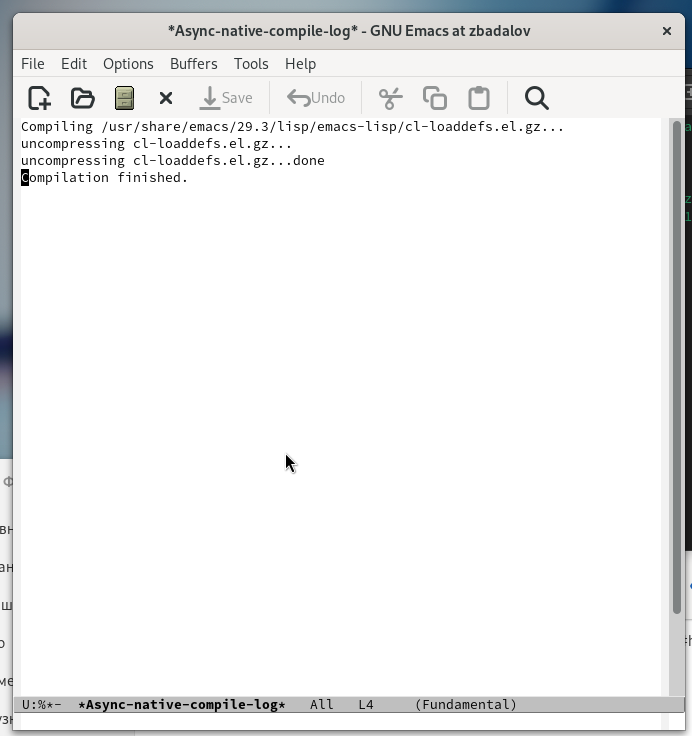 *Async-native-compile-log* - GNU Emacs at zbadalov
File Edit Options Buffers Tools Help
Save Undo
Compiling /usr/share/emacs/29.3/lisp/emacs-lisp/cl-loaddefs.el.gz...
uncompressing cl-loaddefs.el.gz...
uncompressing cl-loaddefs.el.gz...done
Compilation finished.
U:%*- *Async-native-compile-log* All L4 (Fundamental)